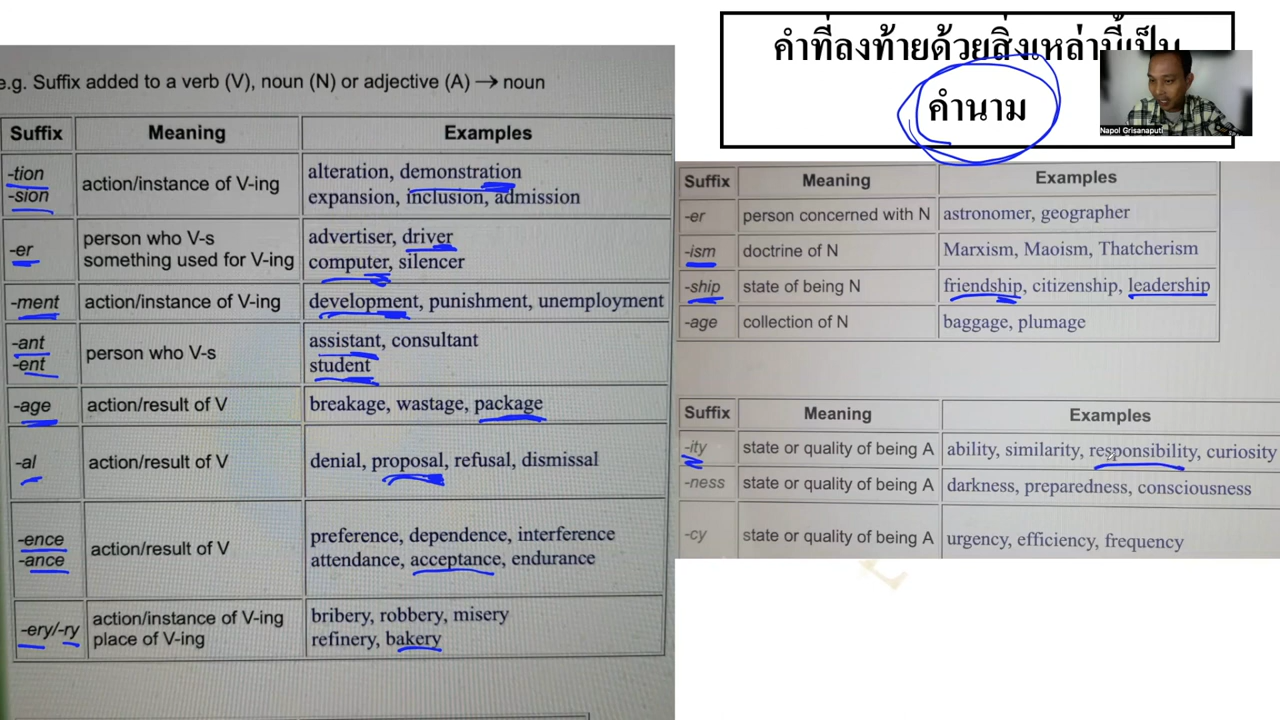 คำที่ลงท้ายด้วยสิ่งเหล่านี้เป็น
คำนาม
Napol Grisanaputi
e.g. Suffix added to a verb (V), noun (N) or adjective (A) → noun
Suffix Meaning Examples
-tion
-sion
action/instance of V-ing
alteration, demonstration
expansion, inclusion, admission
-er
person who V-s
something used for V-ing
advertiser, driver
computer, silencer
-ment action/instance of V-ing development, punishment, unemployment
-ant
-ent
person who V-s
assistant, consultant
student
-age action/result of V breakage, wastage, package
-al action/result of V denial, proposal, refusal, dismissal
-ence
-ance
action/result of V
preference, dependence, interference
attendance, acceptance, endurance
-ery/-ry
action/instance of V-ing
place of V-ing
bribery, robbery, misery
refinery, bakery
Suffix Meaning Examples
-er person concerned with N astronomer, geographer
-ism doctrine of N Marxism, Maoism, Thatcherism
-ship state of being N friendship, citizenship, leadership
-age collection of N baggage, plumage
Suffix Meaning Examples
-ity state or quality of being A ability, similarity, responsibility, curiosity
-ness state or quality of being A darkness, preparedness, consciousness
-cy state or quality of being A urgency, efficiency, frequency